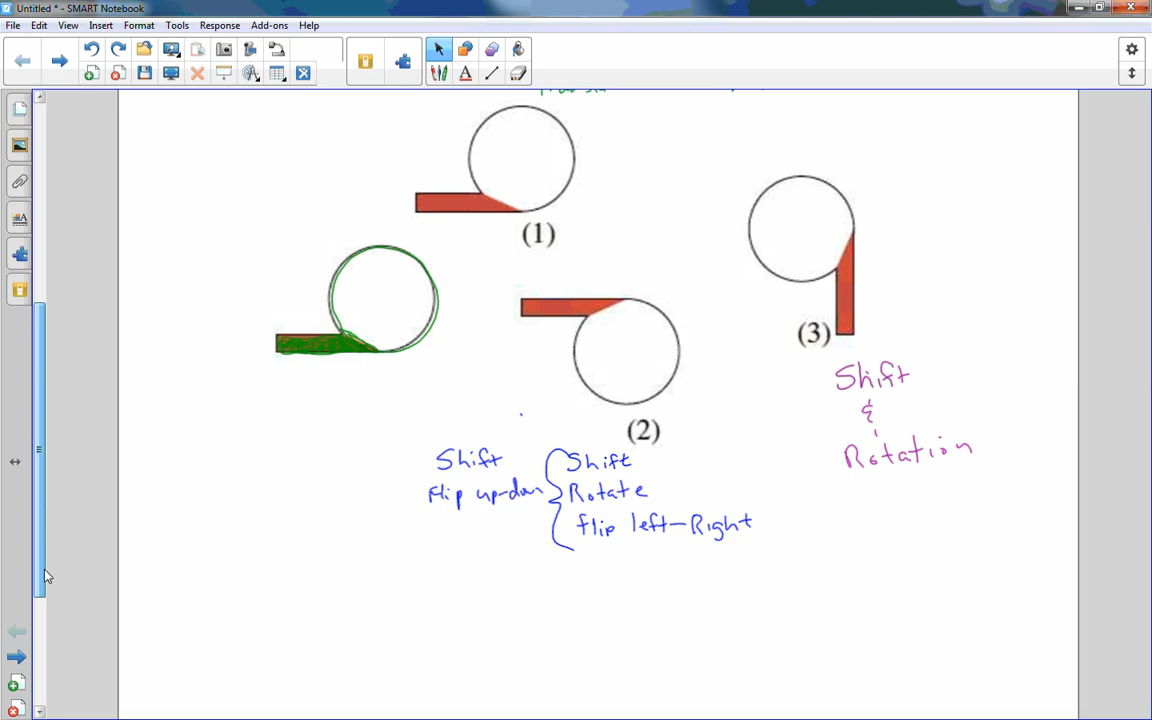 Untitled * - SMART Notebook
File Edit View Insert Format Tools Response Add-ons Help
(1)
(2)
(3)
Shift
&
Rotation
Shift
Flip up-down
Shift
Rotate
flip left-Right